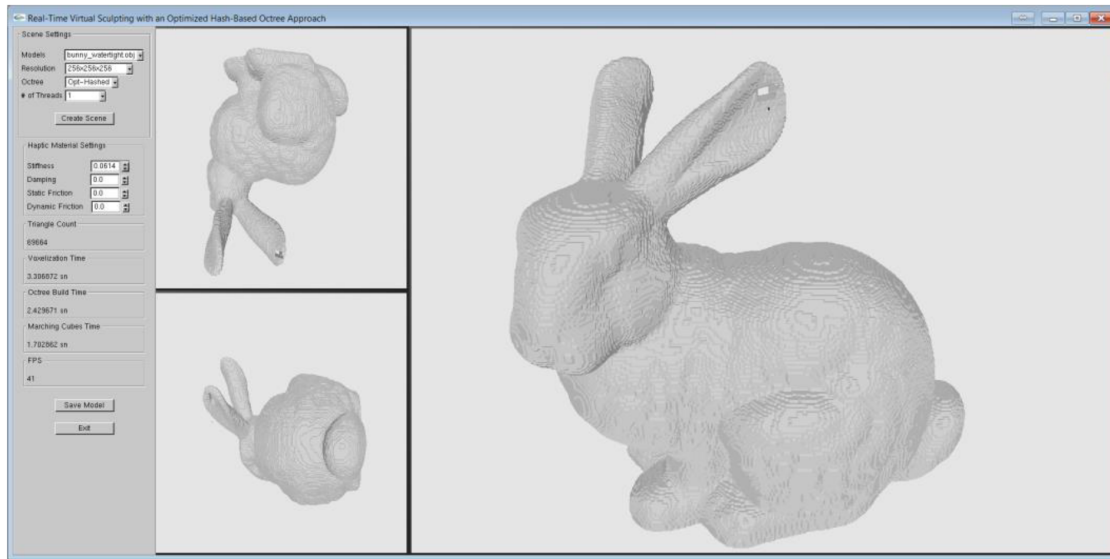 Real-Time Virtual Sculpting with an Optimized Hash-Based Octree Approach
Scene Settings
Models bunny_watertight.obj
Resolution 256x256x256
Octree Opt-Hashed
# of Threads 1
Create Scene
Haptic Material Settings
Stiffness 0.0614
Damping 0.0
Static Friction 0.0
Dynamic Friction 0.0
Triangle Count
69664
Voxelization Time
3.396872 sn
Octree Build Time
2.429671 sn
Marching Cubes Time
1.702862 sn
FPS
41
Save Model
Exit